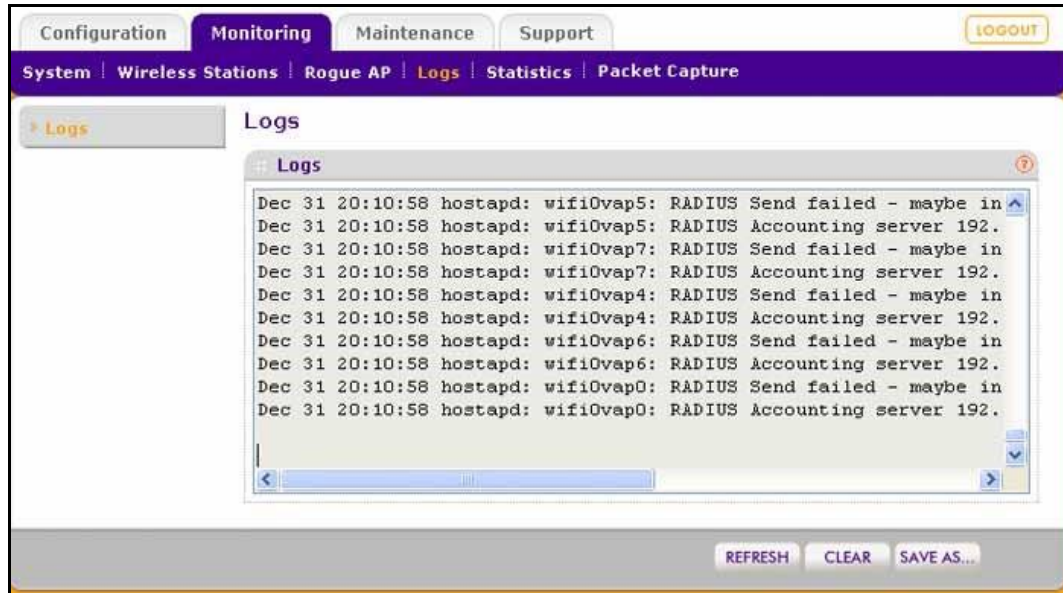 Configuration Monitoring Maintenance Support LOGOUT
System Wireless Stations Rogue AP Logs Statistics Packet Capture
Logs
Logs
Logs
?
Dec 31 20:10:58 hostapd: wifi0vap5: RADIUS Send failed - maybe in
Dec 31 20:10:58 hostapd: wifi0vap5: RADIUS Accounting server 192.
Dec 31 20:10:58 hostapd: wifi0vap7: RADIUS Send failed - maybe in
Dec 31 20:10:58 hostapd: wifi0vap7: RADIUS Accounting server 192.
Dec 31 20:10:58 hostapd: wifi0vap4: RADIUS Send failed - maybe in
Dec 31 20:10:58 hostapd: wifi0vap4: RADIUS Accounting server 192.
Dec 31 20:10:58 hostapd: wifi0vap6: RADIUS Send failed - maybe in
Dec 31 20:10:58 hostapd: wifi0vap6: RADIUS Accounting server 192.
Dec 31 20:10:58 hostapd: wifi0vap0: RADIUS Send failed - maybe in
Dec 31 20:10:58 hostapd: wifi0vap0: RADIUS Accounting server 192.
REFRESH CLEAR SAVE AS...